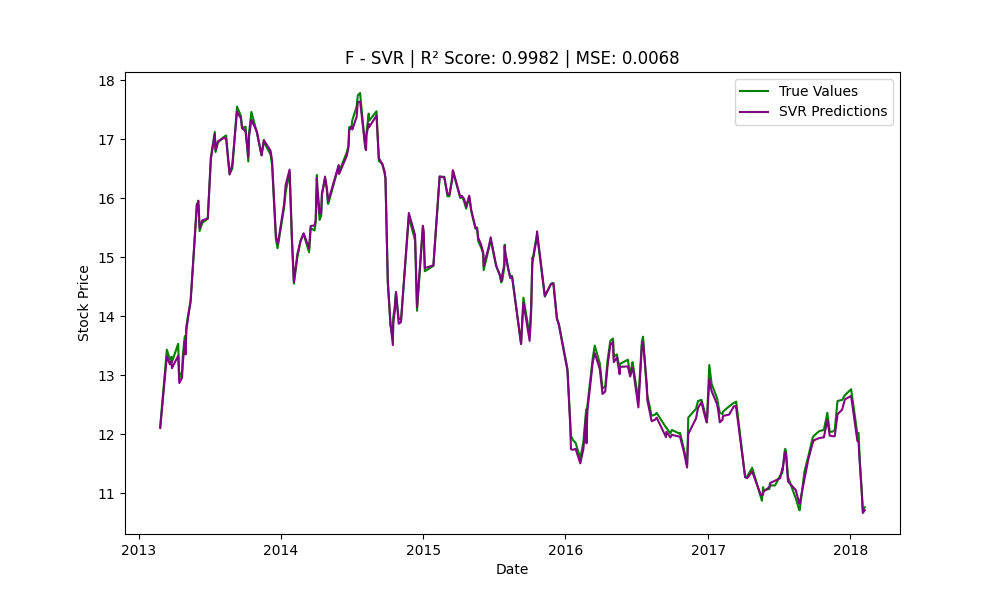 F - SVR | R² Score: 0.9982 | MSE: 0.0068
True Values
SVR Predictions
Stock Price
18
17
16
15
14
13
12
11
2013 2014 2015 2016 2017 2018
Date